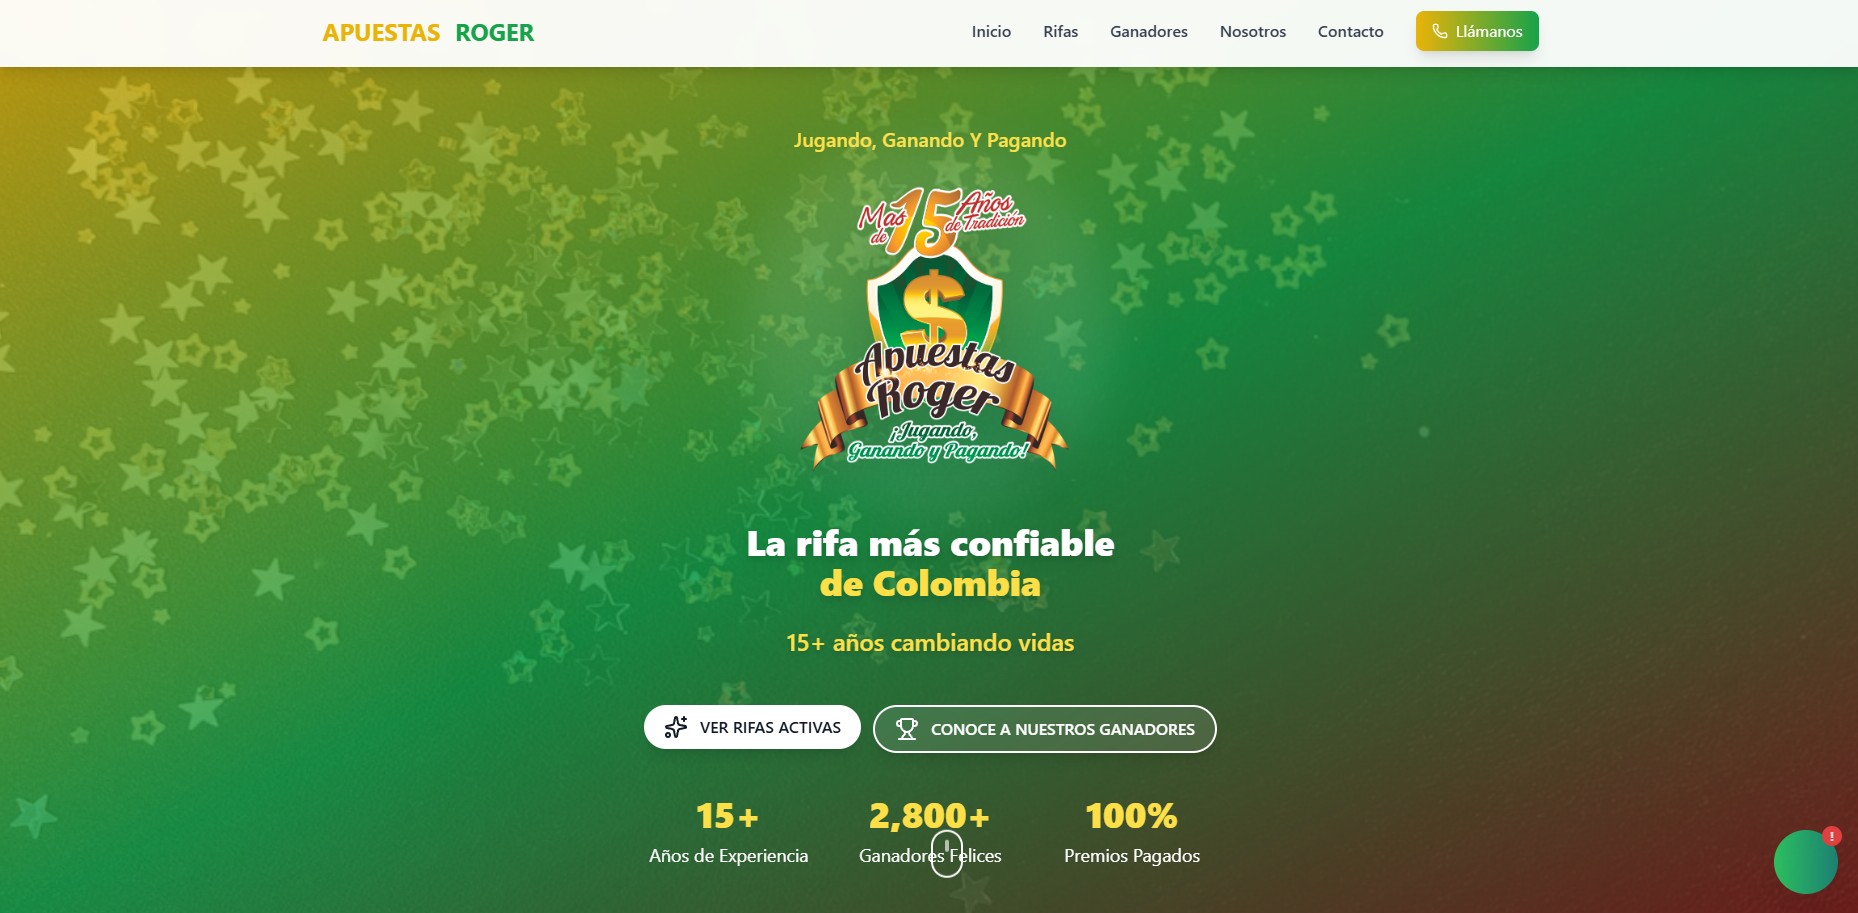 APUESTAS ROGER
Inicio
Rifas
Ganadores
Nosotros
Contacto
Llámanos
Jugando, Ganando Y Pagando
Mas de 15 Años de Tradición
$
Apuestas
Roger
¡Jugando,
Ganando y Pagando!
La rifa más confiable
de Colombia
15+ años cambiando vidas
VER RIFAS ACTIVAS
CONOCE A NUESTROS GANADORES
15+
Años de Experiencia
2,800+
Ganadores Felices
100%
Premios Pagados
!